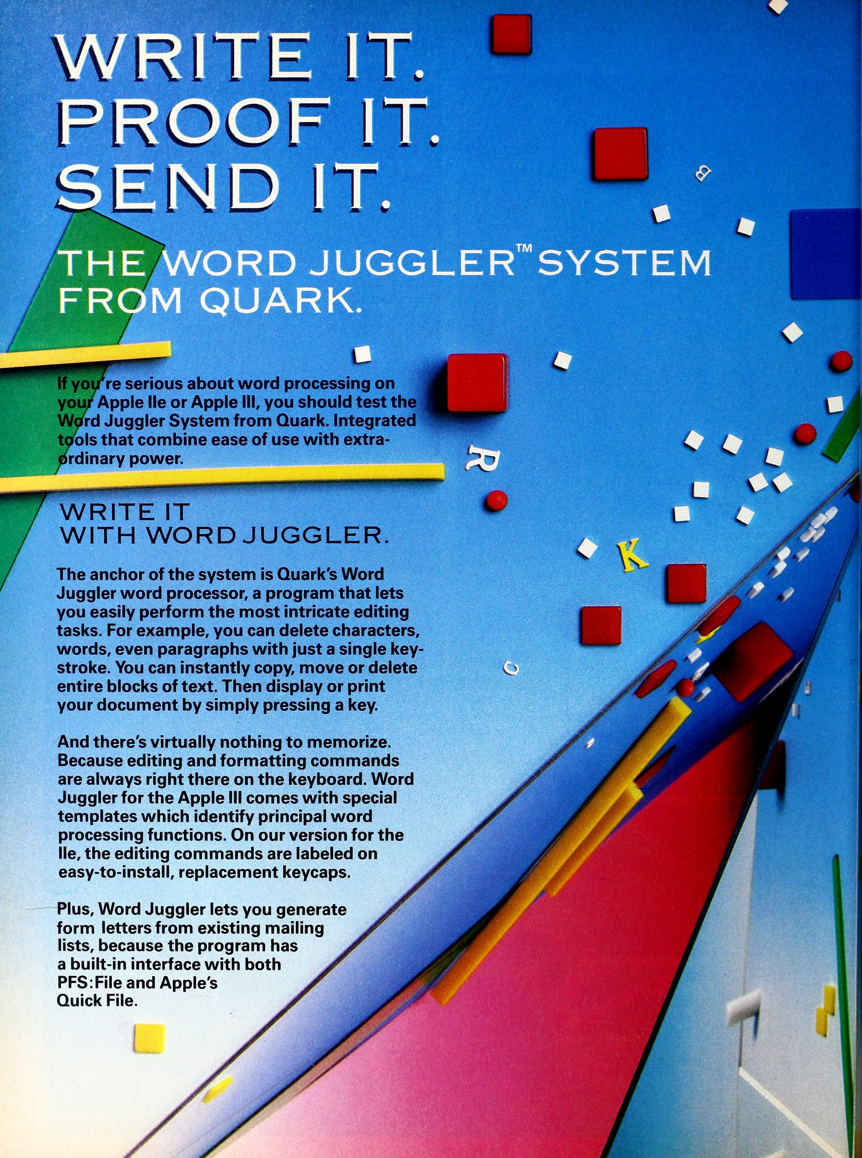 WRITE IT.
PROOF IT.
SEND IT.
THE WORD JUGGLER™ SYSTEM
FROM QUARK.
If you're serious about word processing on
your Apple IIe or Apple III, you should test the
Word Juggler System from Quark. Integrated
tools that combine ease of use with extra-
ordinary power.
WRITE IT
WITH WORD JUGGLER.
The anchor of the system is Quark's Word
Juggler word processor, a program that lets
you easily perform the most intricate editing
tasks. For example, you can delete characters,
words, even paragraphs with just a single key-
stroke. You can instantly copy, move or delete
entire blocks of text. Then display or print
your document by simply pressing a key.
And there's virtually nothing to memorize.
Because editing and formatting commands
are always right there on the keyboard. Word
Juggler for the Apple III comes with special
templates which identify principal word
processing functions. On our version for the
IIe, the editing commands are labeled on
easy-to-install, replacement keycaps.
Plus, Word Juggler lets you generate
form letters from existing mailing
lists, because the program has
a built-in interface with both
PFS:File and Apple's
Quick File.
B
R
K
C